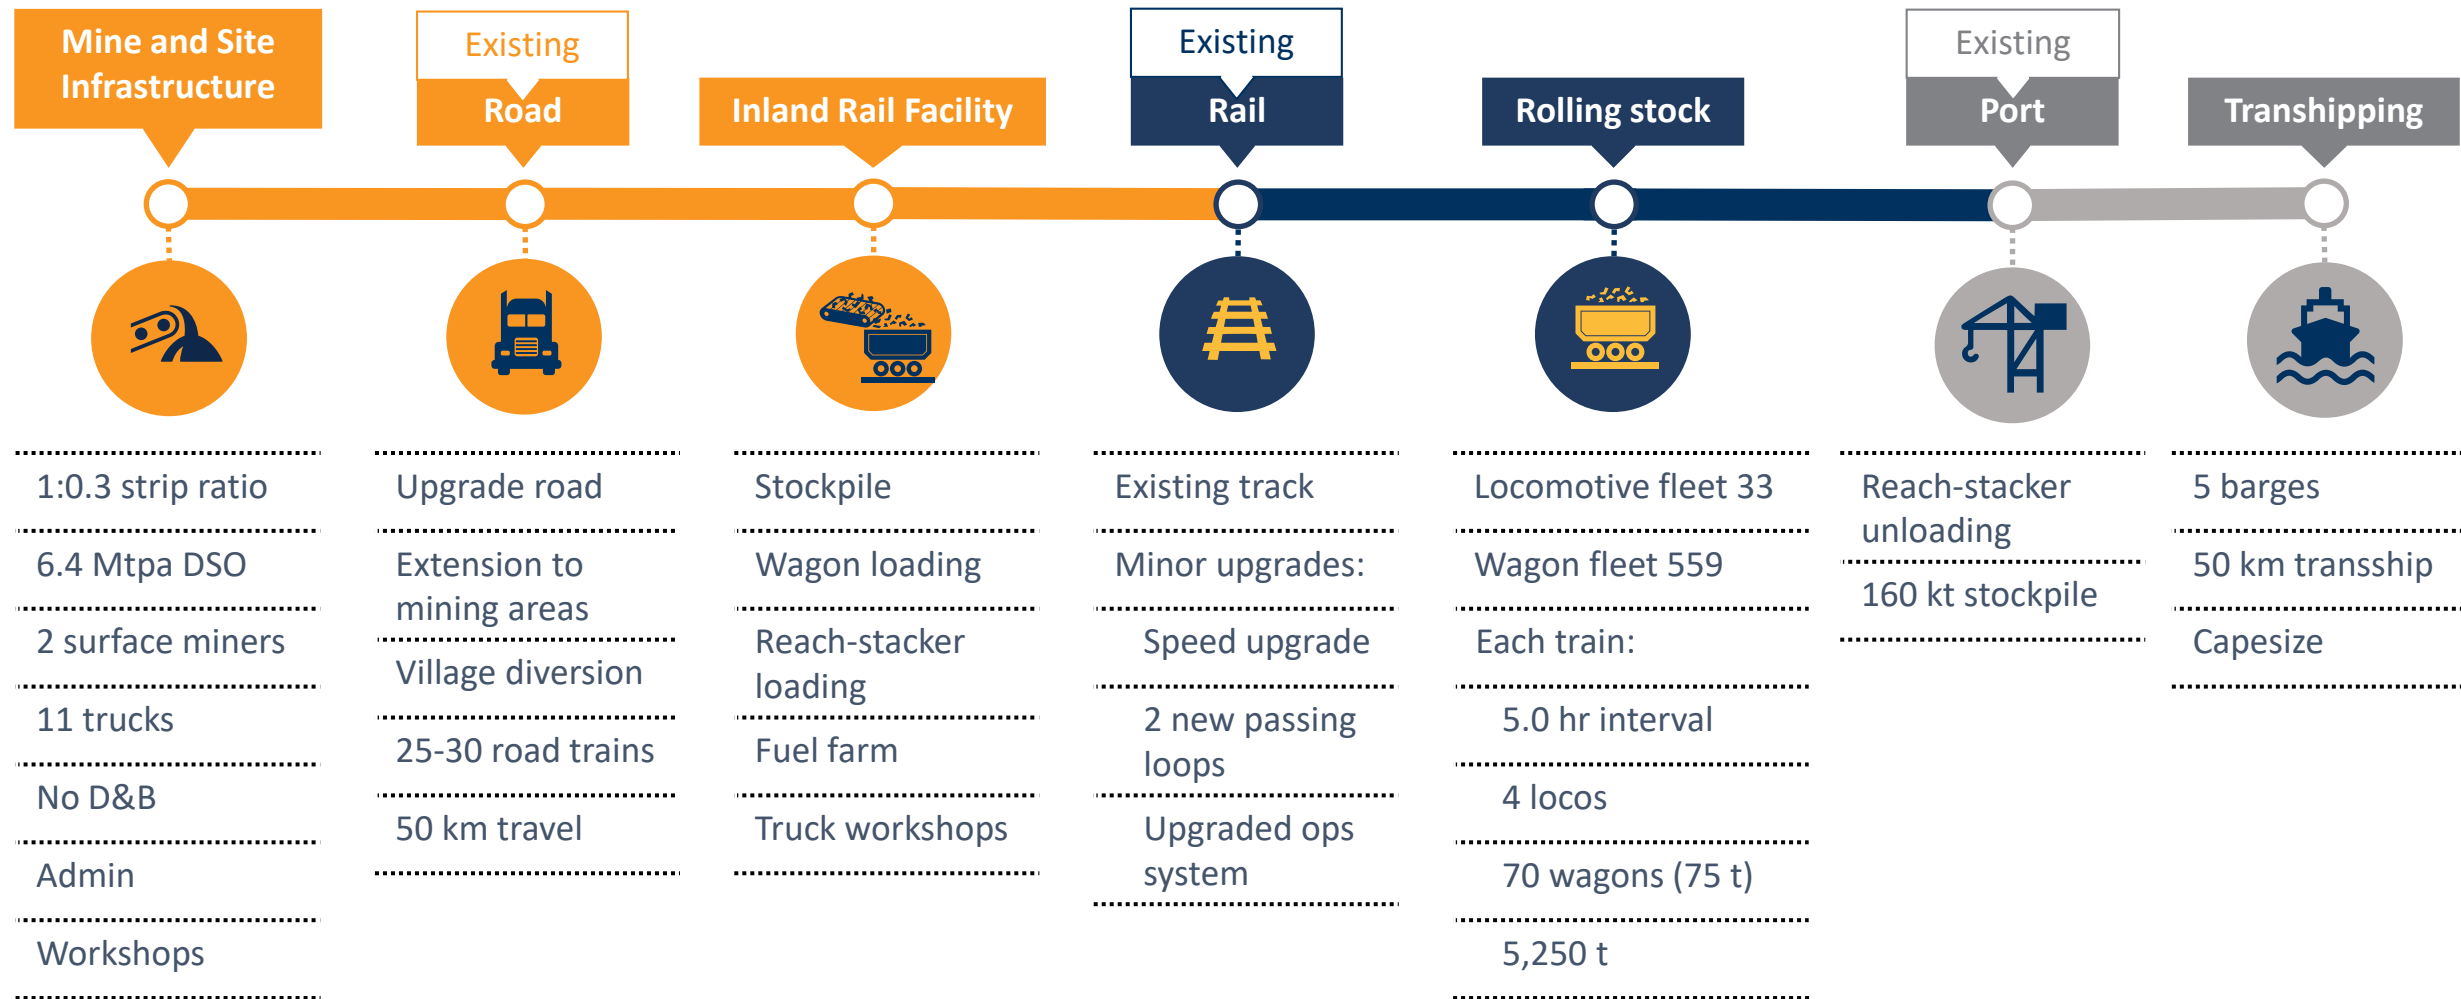 Mine and Site
Infrastructure
Existing
Road
Inland Rail Facility
Existing
Rail
Rolling stock
Existing
Port
Transhipping
1:0.3 strip ratio
6.4 Mtpa DSO
2 surface miners
11 trucks
No D&B
Admin
Workshops
Upgrade road
Extension to
mining areas
Village diversion
25-30 road trains
50 km travel
Stockpile
Wagon loading
Reach-stacker
loading
Fuel farm
Truck workshops
Existing track
Minor upgrades:
Speed upgrade
2 new passing
loops
Upgraded ops
system
Locomotive fleet 33
Wagon fleet 559
Each train:
5.0 hr interval
4 locos
70 wagons (75 t)
5,250 t
Reach-stacker
unloading
160 kt stockpile
5 barges
50 km transship
Capesize